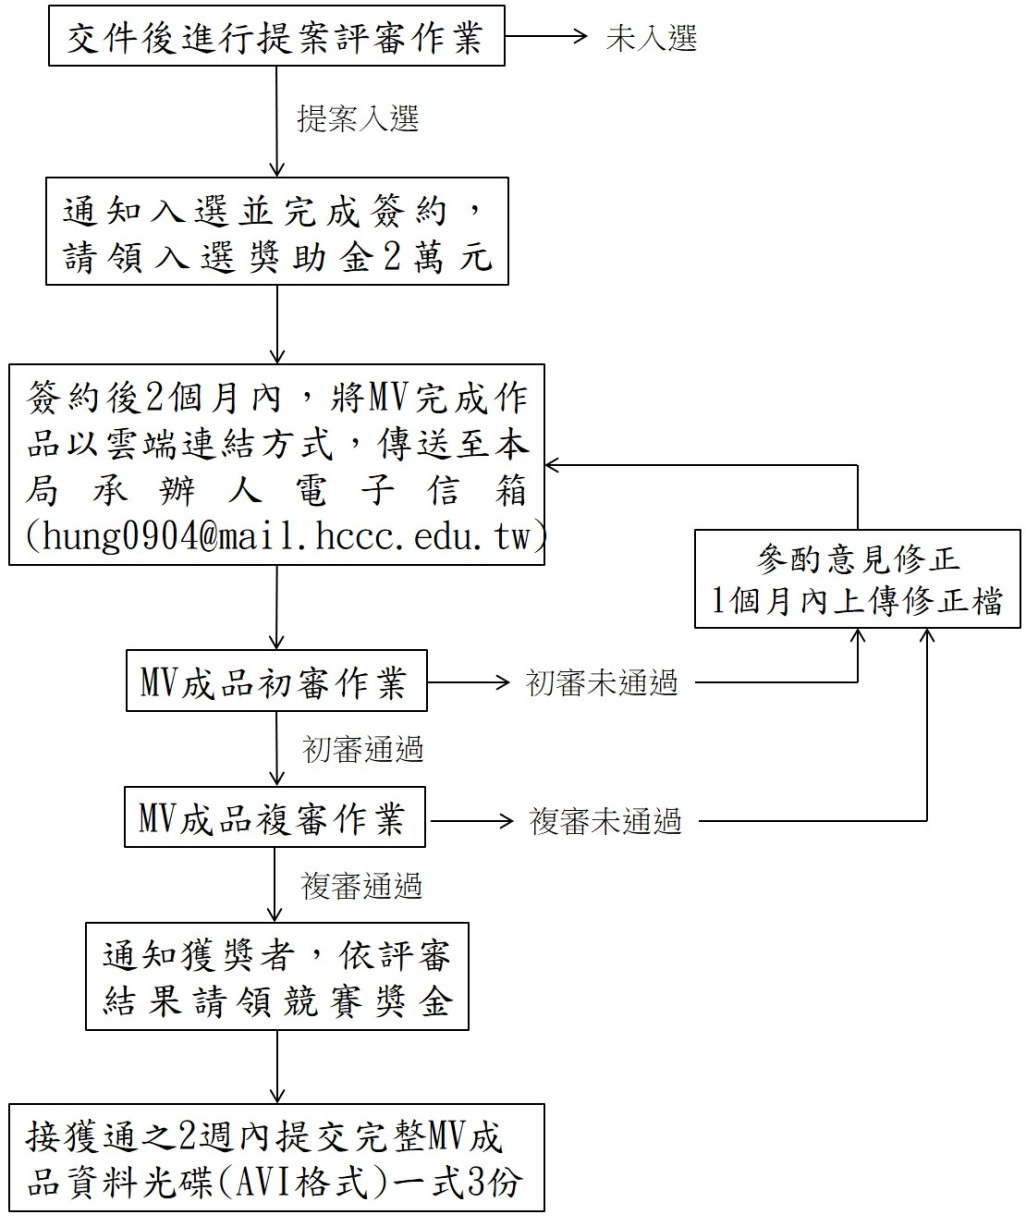 交件後進行提案評審作業
未入選
提案入選
通知入選並完成簽約，
請領入選獎助金2萬元
簽約後2個月內，將MV完成作
品以雲端連結方式，傳送至本
局承辦人電子信箱
(hung0904@mail.hccc.edu.tw)
參酌意見修正
1個月內上傳修正檔
MV成品初審作業
初審未通過
初審通過
MV成品複審作業
複審未通過
複審通過
通知獲獎者，依評審
結果請領競賽獎金
接獲通之2週內提交完整MV成
品資料光碟(AVI格式)一式3份